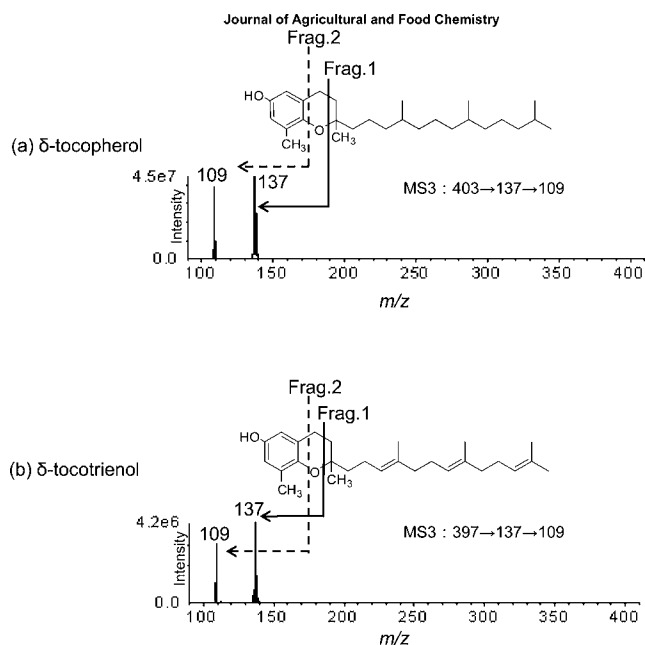 Journal of Agricultural and Food Chemistry
Frag.2
Frag.1
HO
O
CH3
CH3
(a) δ-tocopherol
109
137
MS3 : 403→137→109
4.5e7
Intensity
0.0
100 150 200 250 300 350 400
m/z
Frag.2
Frag.1
HO
O
CH3
CH3
(b) δ-tocotrienol
137
109
MS3 : 397→137→109
4.2e6
Intensity
0.0
100 150 200 250 300 350 400
m/z